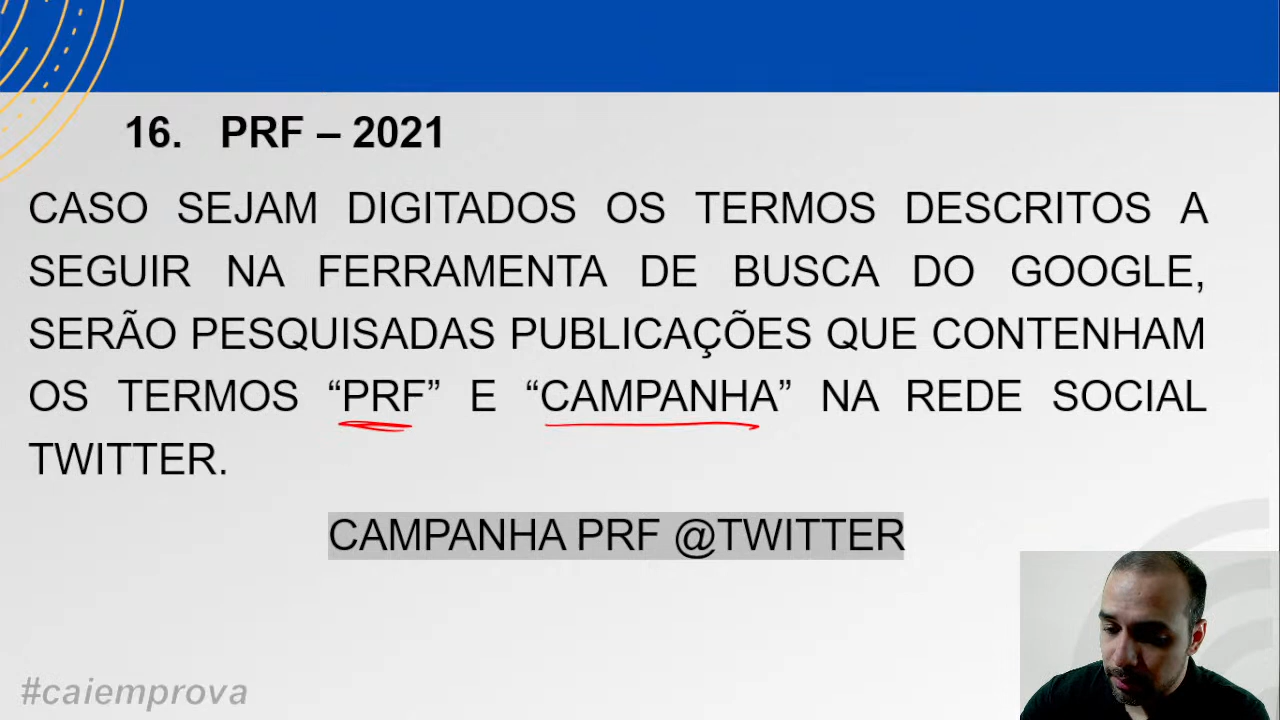 16. PRF – 2021
CASO SEJAM DIGITADOS OS TERMOS DESCRITOS A
SEGUIR NA FERRAMENTA DE BUSCA DO GOOGLE,
SERÃO PESQUISADAS PUBLICAÇÕES QUE CONTENHAM
OS TERMOS “PRF” E “CAMPANHA” NA REDE SOCIAL
TWITTER.
CAMPANHA PRF @TWITTER
#caiemprova